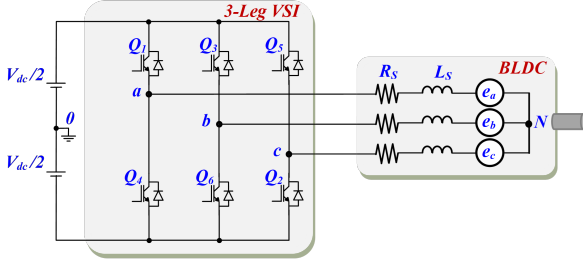 3-Leg VSI
Q1 Q3 Q5
BLDC
Vdc/2
RS LS
a
ea
0
b
eb N
c
ec
Vdc/2
Q4 Q6 Q2